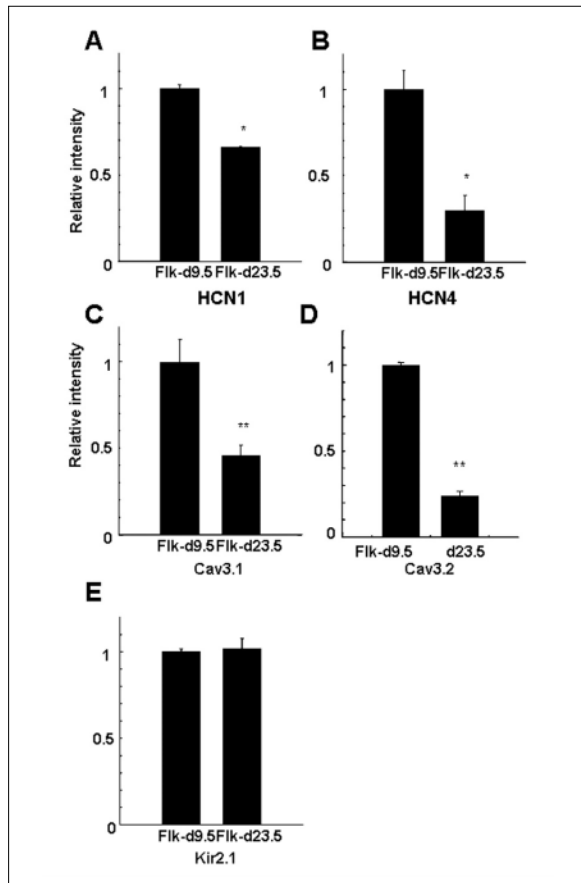 A
B
Relative intensity
1
0.5
0
*
Flk-d9.5 Flk-d23.5
HCN1
1
0.5
0
*
Flk-d9.5 Flk-d23.5
HCN4
C
D
Relative intensity
1
0.5
0
**
Flk-d9.5 Flk-d23.5
Cav3.1
1
0.5
0
**
Flk-d9.5 d23.5
Cav3.2
E
1
0.5
0
Flk-d9.5 Flk-d23.5
Kir2.1